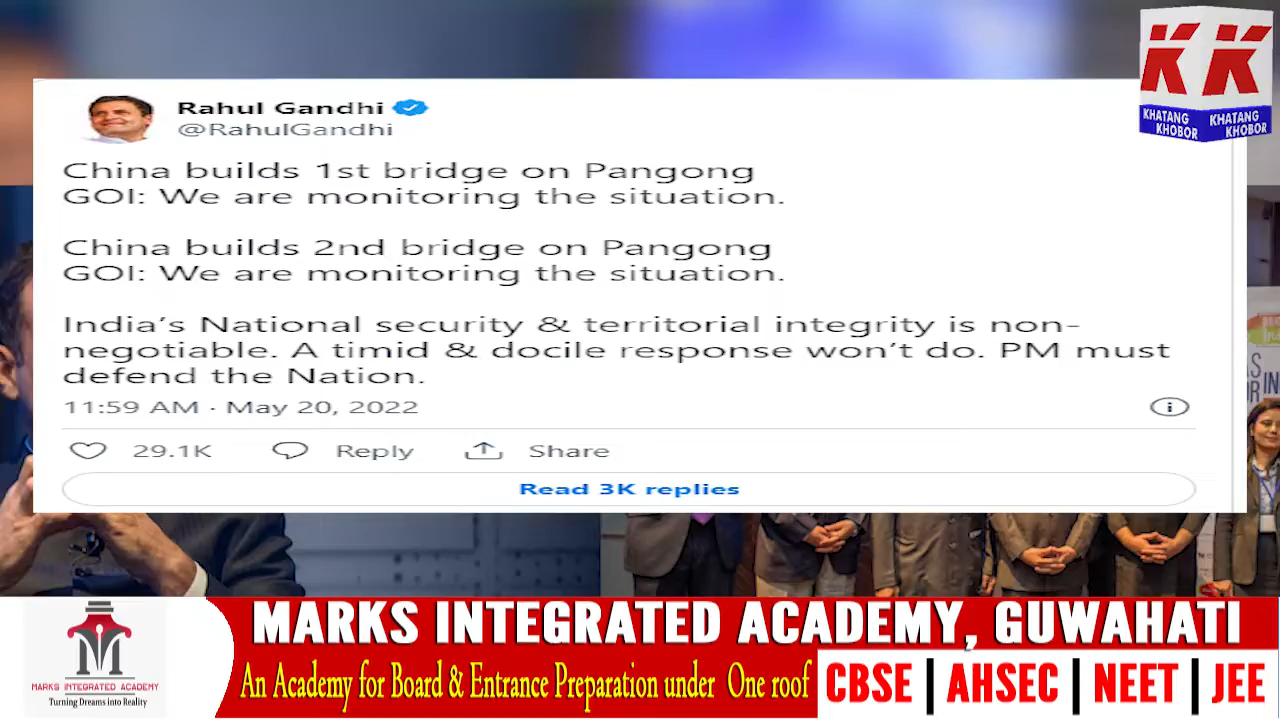 KK
KHATANG KHOBOR
KHATANG KHOBOR
Rahul Gandhi
@RahulGandhi
China builds 1st bridge on Pangong
GOI: We are monitoring the situation.
China builds 2nd bridge on Pangong
GOI: We are monitoring the situation.
India's National security & territorial integrity is non-
negotiable. A timid & docile response won't do. PM must
defend the Nation.
11:59 AM · May 20, 2022
29.1K Reply Share
Read 3K replies
MARKS INTEGRATED ACADEMY, GUWAHATI
An Academy for Board & Entrance Preparation under One roof
CBSE | AHSEC | NEET | JEE
M
MARKS INTEGRATED ACADEMY
Turning Dreams into Reality